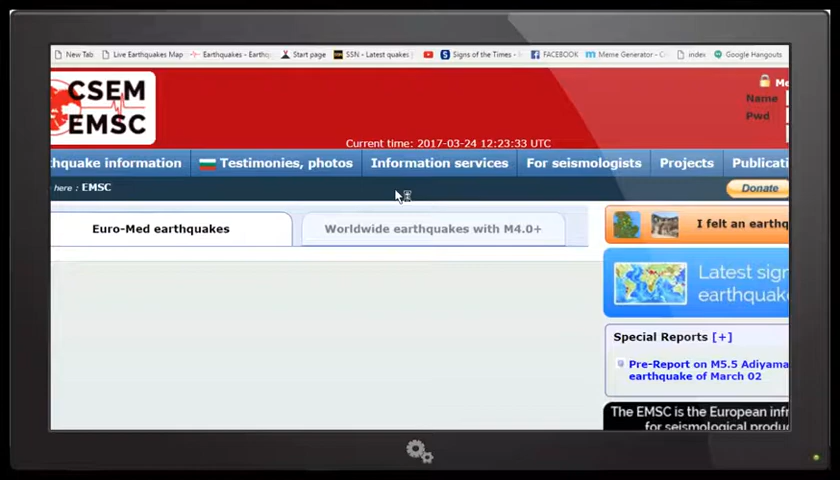 New Tab Live Earthquakes Map Earthquakes - Earthq Start page SSN - Latest quakes Signs of the Times - FACEBOOK Meme Generator - C index Google Hangouts
CSEM
EMSC
Me
Name
Pwd
Current time: 2017-03-24 12:23:33 UTC
hquake information Testimonies, photos Information services For seismologists Projects Publicati
here : EMSC
Donate
Euro-Med earthquakes Worldwide earthquakes with M4.0+
I felt an earthq
Latest sign
earthquake
Special Reports [+]
Pre-Report on M5.5 Adiyama
earthquake of March 02
The EMSC is the European infr
for seismological produ